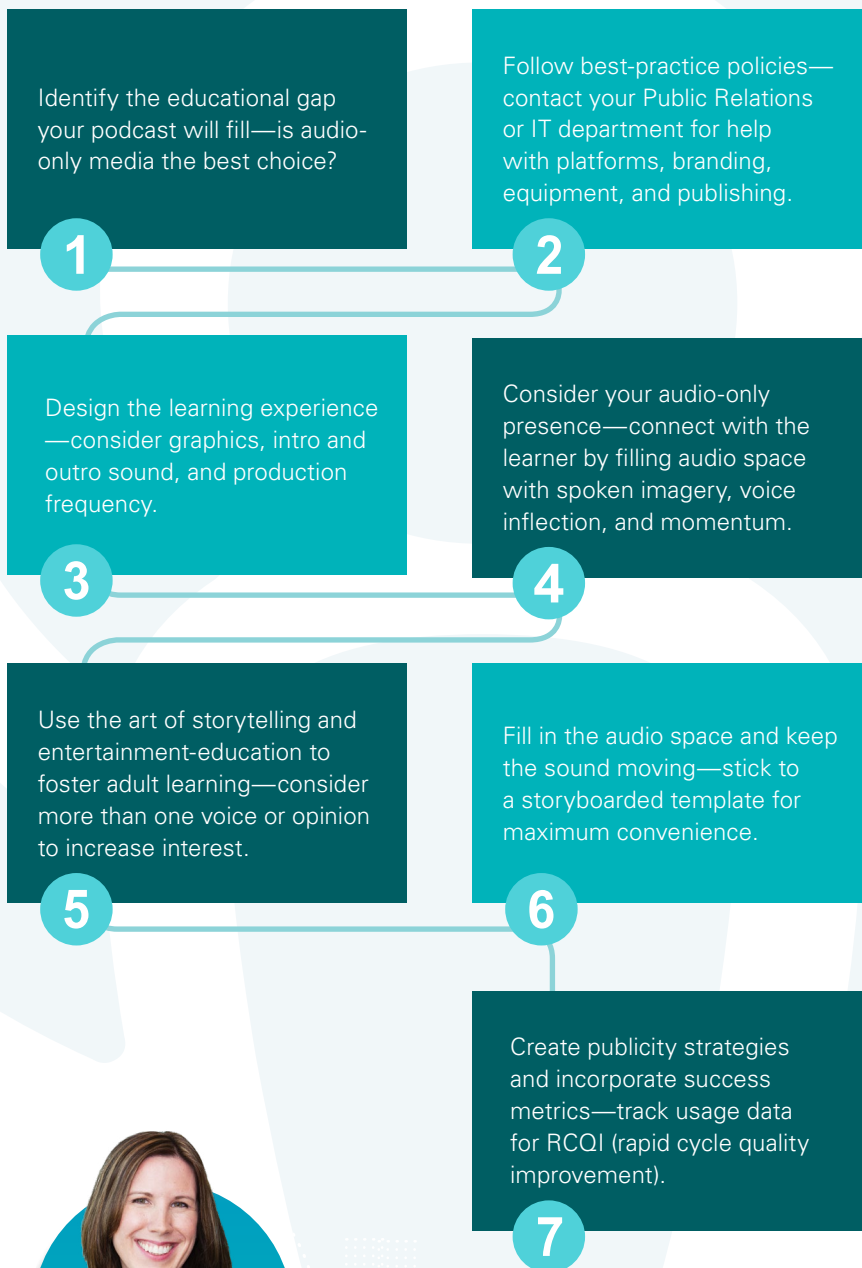 Identify the educational gap
your podcast will fill—is audio-
only media the best choice?
1
Follow best-practice policies—
contact your Public Relations
or IT department for help
with platforms, branding,
equipment, and publishing.
2
Design the learning experience
—consider graphics, intro and
outro sound, and production
frequency.
3
Consider your audio-only
presence—connect with the
learner by filling audio space
with spoken imagery, voice
inflection, and momentum.
4
Use the art of storytelling and
entertainment-education to
foster adult learning—consider
more than one voice or opinion
to increase interest.
5
Fill in the audio space and keep
the sound moving—stick to
a storyboarded template for
maximum convenience.
6
Create publicity strategies
and incorporate success
metrics—track usage data
for RCQI (rapid cycle quality
improvement).
7